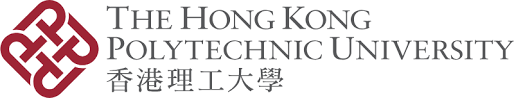 THE HONG KONG
POLYTECHNIC UNIVERSITY
香港理工大學